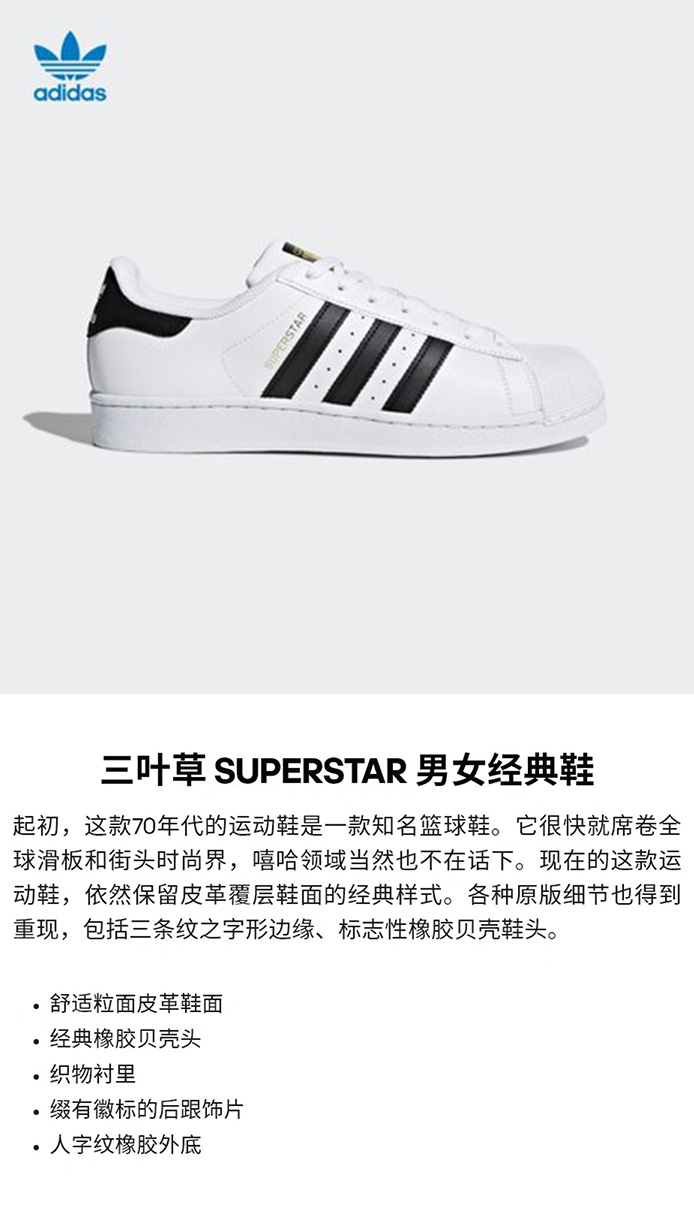 adidas
SUPERSTAR
三叶草 SUPERSTAR 男女经典鞋
起初，这款70年代的运动鞋是一款知名篮球鞋。它很快就席卷全
球滑板和街头时尚界，嘻哈领域当然也不在话下。现在的这款运
动鞋，依然保留皮革覆层鞋面的经典样式。各种原版细节也得到
重现，包括三条纹之字形边缘、标志性橡胶贝壳鞋头。
• 舒适粒面皮革鞋面
• 经典橡胶贝壳头
• 织物衬里
• 缀有徽标的后跟饰片
• 人字纹橡胶外底